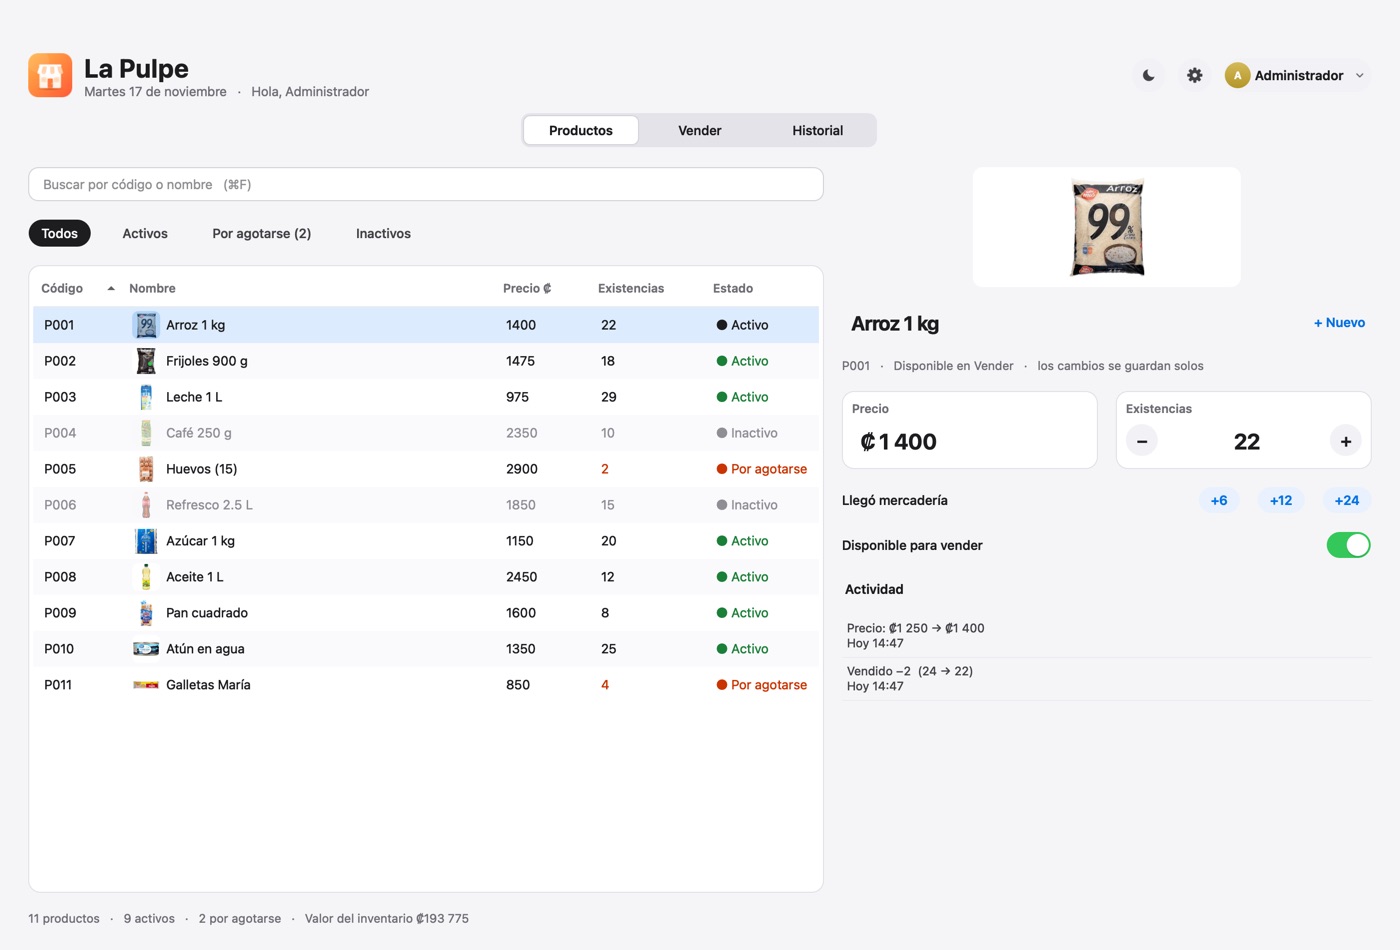 La Pulpe
Martes 17 de noviembre · Hola, Administrador
A Administrador
Productos Vender Historial
Buscar por código o nombre (⌘F)
Todos Activos Por agotarse (2) Inactivos
Código Nombre Precio ₡ Existencias Estado
P001 99 Arroz 1 kg 1400 22 Activo
P002 Frijoles 900 g 1475 18 Activo
P003 Leche 1 L 975 29 Activo
P004 Café 250 g 2350 10 Inactivo
P005 Huevos (15) 2900 2 Por agotarse
P006 Refresco 2.5 L 1850 15 Inactivo
P007 Azúcar 1 kg 1150 20 Activo
P008 Aceite 1 L 2450 12 Activo
P009 Pan cuadrado 1600 8 Activo
P010 Atún en agua 1350 25 Activo
P011 Galletas María 850 4 Por agotarse
11 productos · 9 activos · 2 por agotarse · Valor del inventario ₡193 775
Arroz
99%
Arroz 1 kg
+ Nuevo
P001 · Disponible en Vender · los cambios se guardan solos
Precio
₡1 400
Existencias
− 22 +
Llegó mercadería +6 +12 +24
Disponible para vender
Actividad
Precio: ₡1 250 → ₡1 400
Hoy 14:47
Vendido −2 (24 → 22)
Hoy 14:47